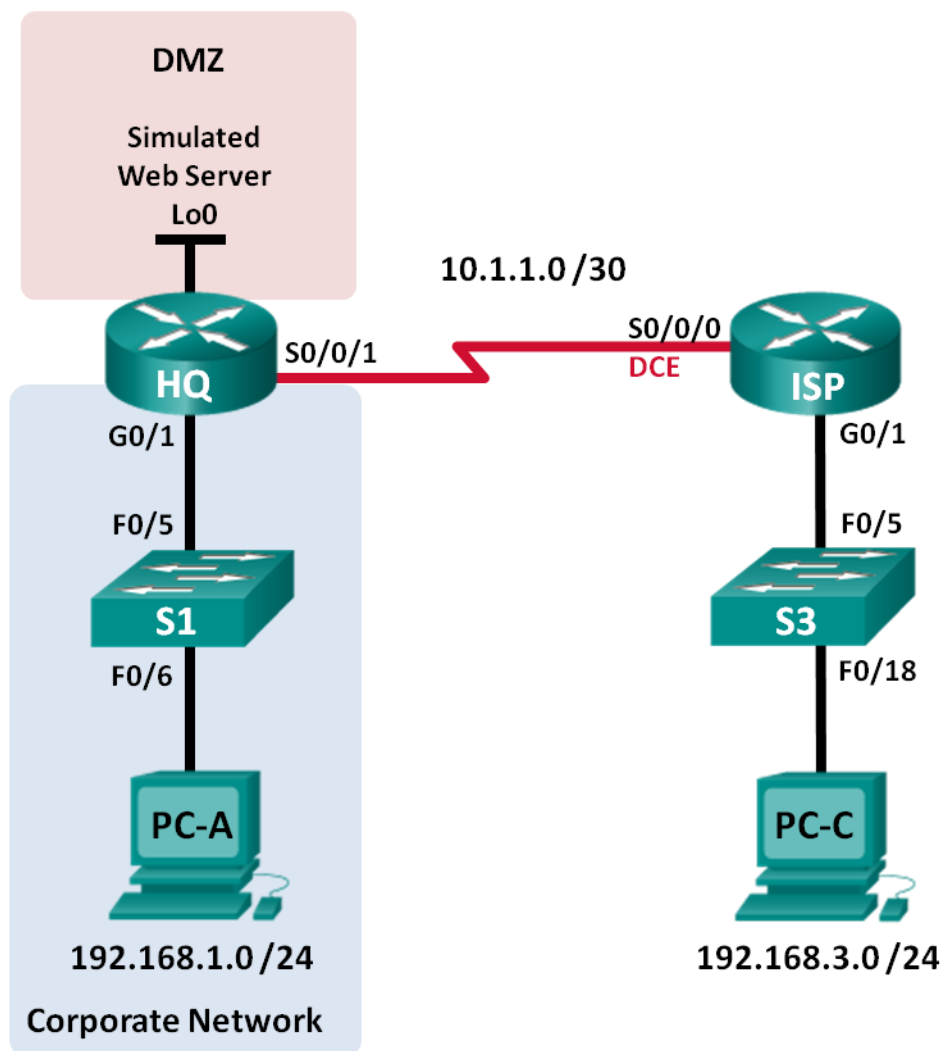 DMZ
Simulated
Web Server
Lo0
10.1.1.0 /30
S0/0/1
S0/0/0
DCE
HQ
ISP
G0/1
G0/1
F0/5
F0/5
S1
S3
F0/6
F0/18
PC-A
PC-C
192.168.1.0 /24
192.168.3.0 /24
Corporate Network